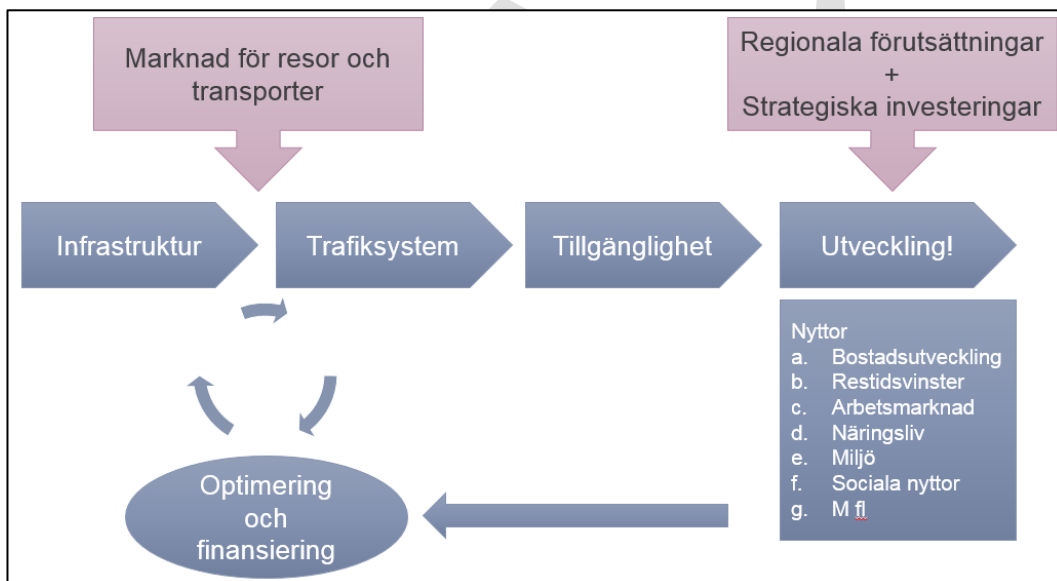 Marknad för resor och
transporter
Regionala förutsättningar
+
Strategiska investeringar
Infrastruktur
Trafiksystem
Tillgänglighet
Utveckling!
Nyttor
a. Bostadsutveckling
b. Restidsvinster
c. Arbetsmarknad
d. Näringsliv
e. Miljö
f. Sociala nyttor
g. M fl
Optimering
och
finansiering